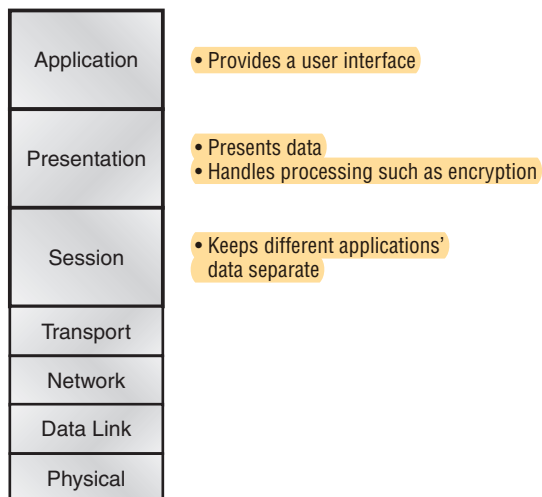 Application
• Provides a user interface
Presentation
• Presents data
• Handles processing such as encryption
Session
• Keeps different applications’
data separate
Transport
Network
Data Link
Physical